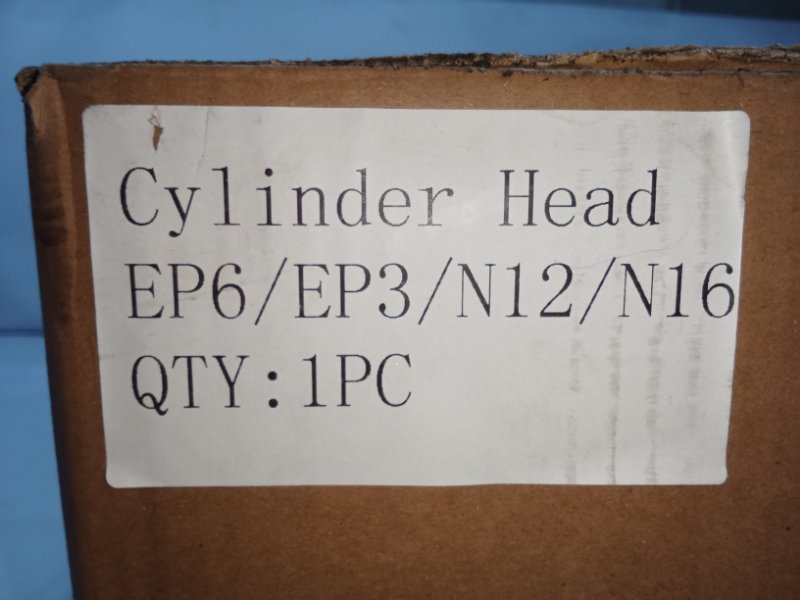 Cylinder Head
EP6/EP3/N12/N16
QTY:1PC